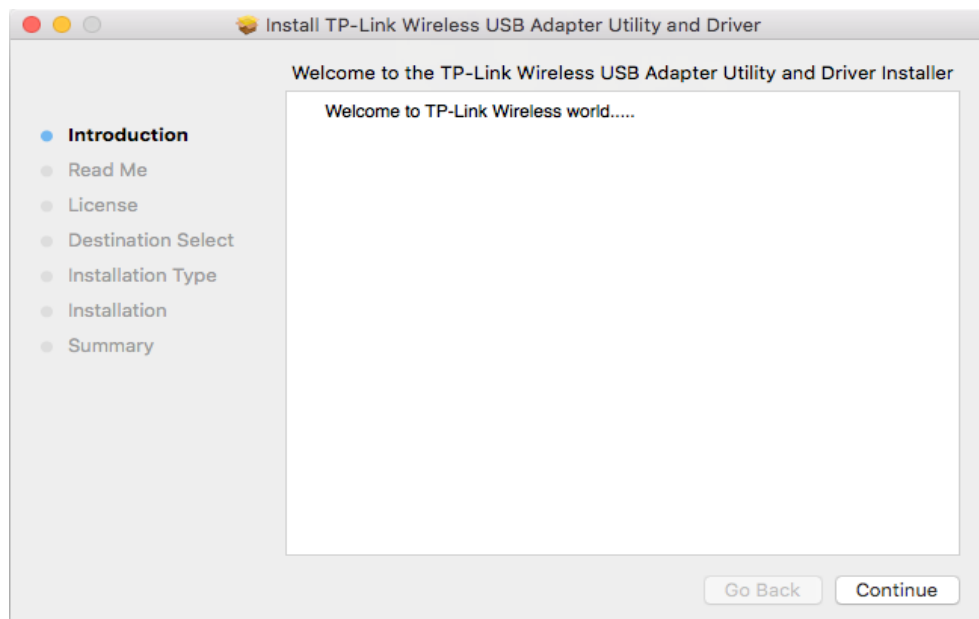 Install TP-Link Wireless USB Adapter Utility and Driver
Welcome to the TP-Link Wireless USB Adapter Utility and Driver Installer
Welcome to TP-Link Wireless world.....
Introduction
Read Me
License
Destination Select
Installation Type
Installation
Summary
Go Back
Continue